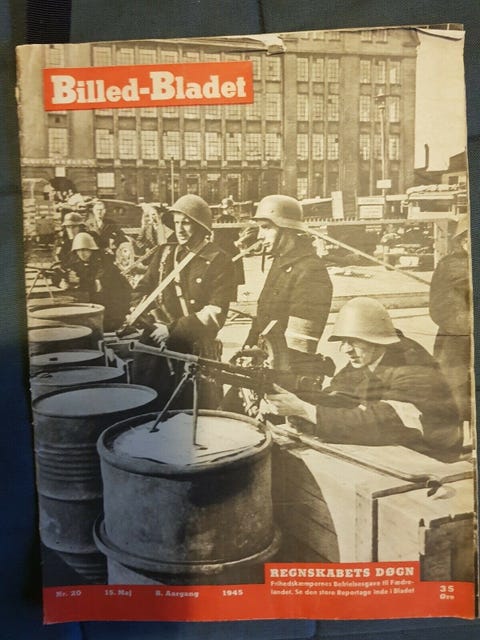 Billed-Bladet
REGNSKABETS DØGN
Frihedskæmpernes Befrielsesgave til Fædre-
landet. Se den store Reportage inde i Bladet
Nr. 20 15. Maj 8. Aargang 1945
35
Øre